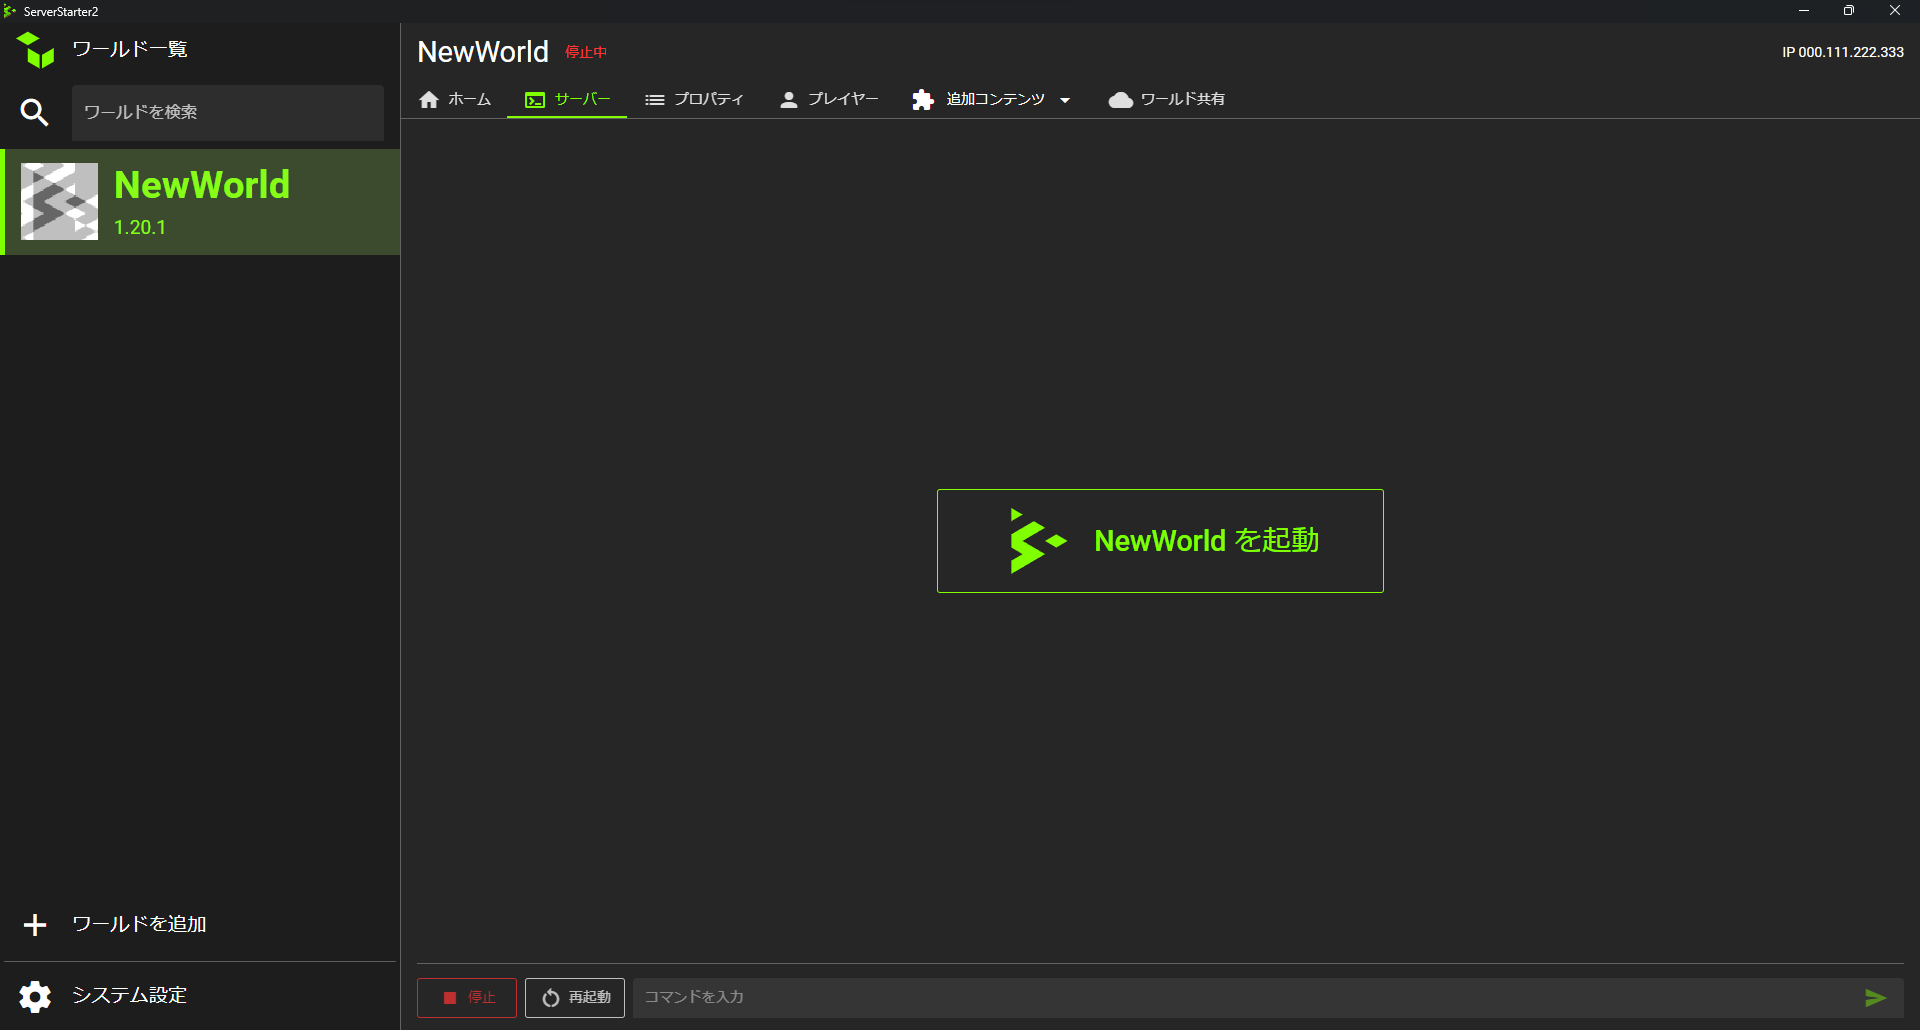 ServerStarter2
ワールド一覧
ワールドを検索
NewWorld
1.20.1
ワールドを追加
システム設定
NewWorld 停止中
IP 000.111.222.333
ホーム サーバー プロパティ プレイヤー 追加コンテンツ ワールド共有
NewWorld を起動
停止 再起動 コマンドを入力